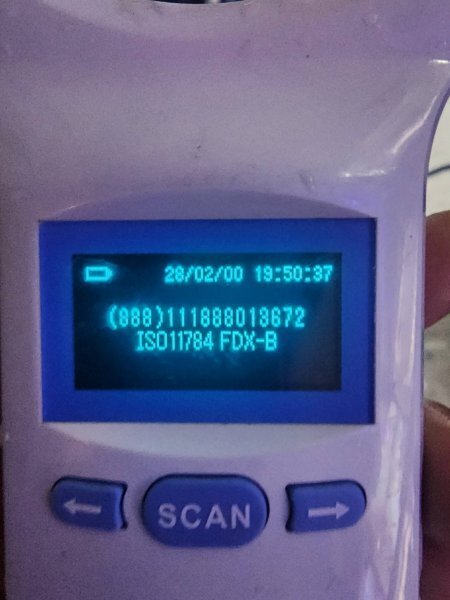 28/02/00 19:50:37
(888)111888013672
ISO11784 FDX-B
← SCAN →